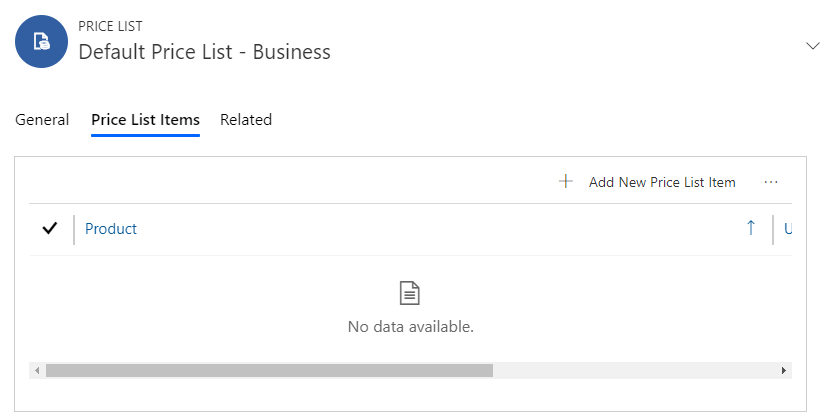 PRICE LIST
Default Price List - Business
General Price List Items Related
Add New Price List Item
Product U
No data available.